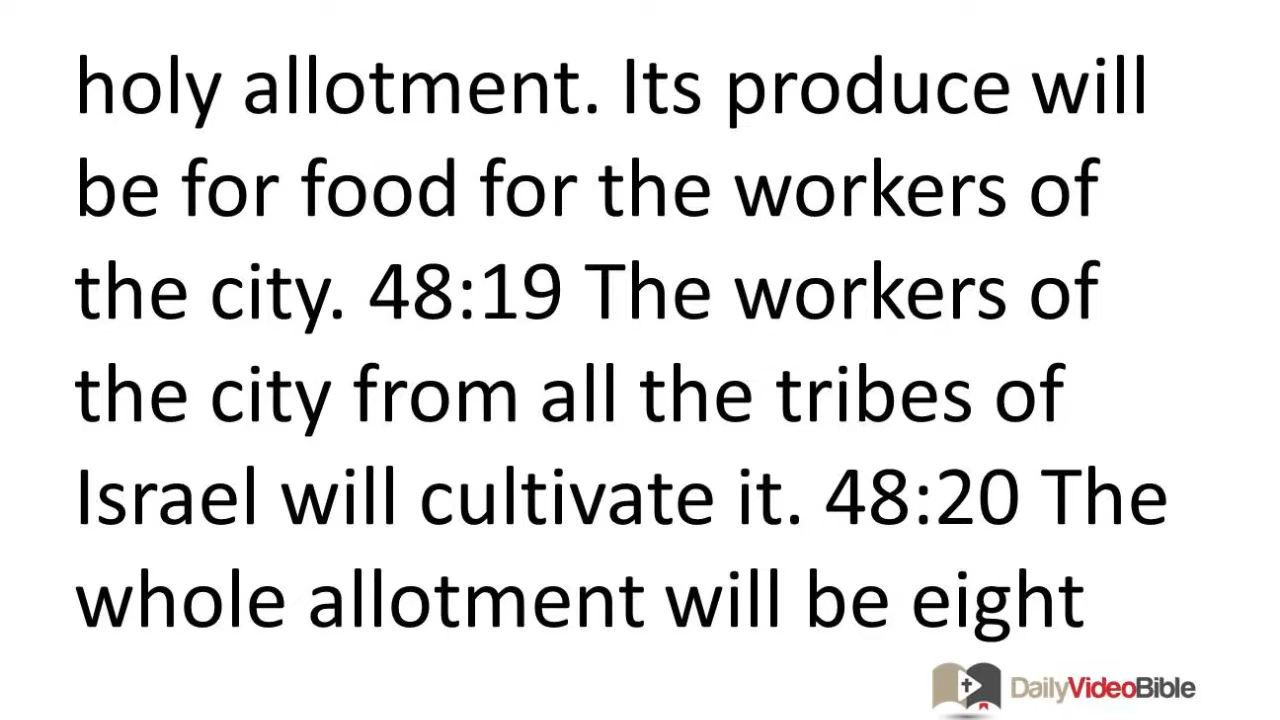 holy allotment. Its produce will
be for food for the workers of
the city. 48:19 The workers of
the city from all the tribes of
Israel will cultivate it. 48:20 The
whole allotment will be eight
DailyVideoBible